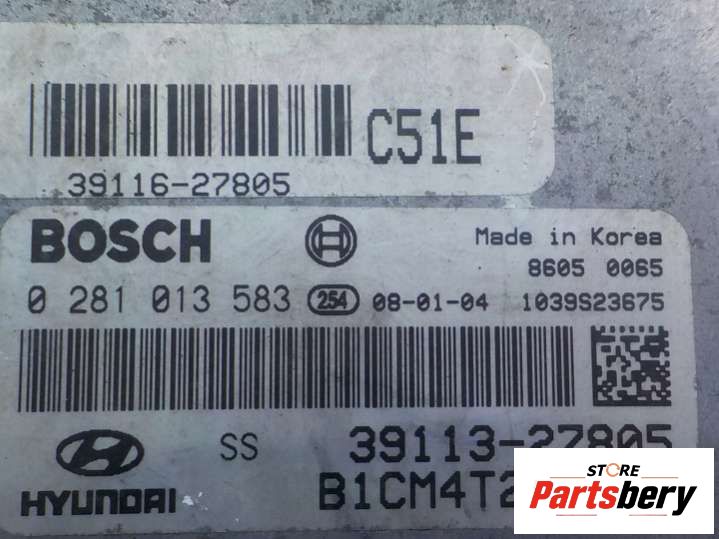 C51E
39116-27805
BOSCH
Made in Korea
8605 0065
0 281 013 583 254 08-01-04 1039S23675
SS 39113-27805
HYUNDAI
STORE
Partsbery